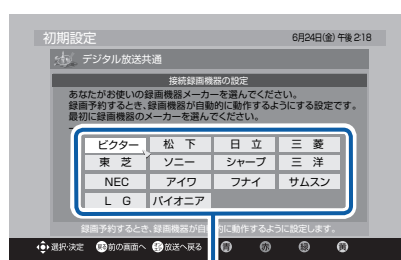 初期設定
6月24日(金) 午後 2:18
デジタル放送共通
接続録画機器の設定
あなたがお使いの録画機器メーカーを選んでください。
録画予約するとき、録画機器が自動的に動作するようにする設定です。
最初に録画機器のメーカーを選んでください。
ビクター 松 下 日 立 三 菱
東 芝 ソニー シャープ 三 洋
NEC アイワ フナイ サムスン
L G パイオニア
録画予約するとき、録画機器が自動的に動作するように設定します。
選択・決定 戻る 前の画面へ 放送へ戻る 青 赤 緑 黄